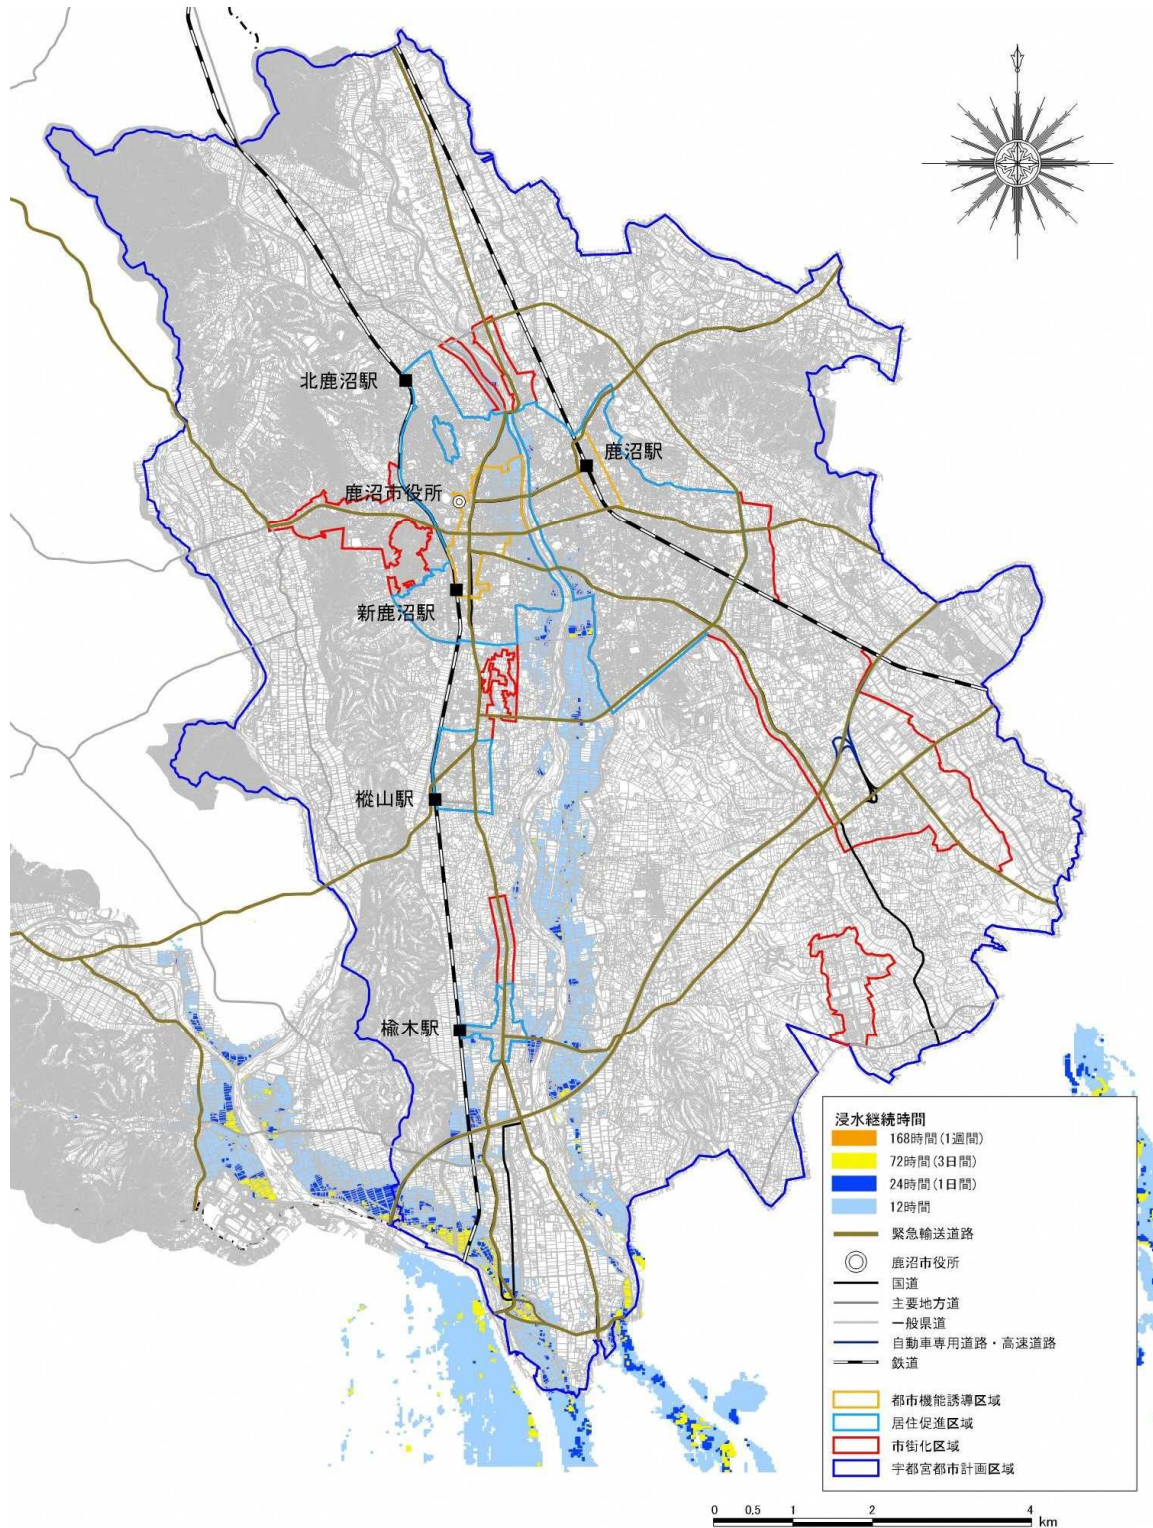 北鹿沼駅
鹿沼駅
鹿沼市役所
新鹿沼駅
樅山駅
楡木駅
浸水継続時間
168時間(1週間)
72時間(3日間)
24時間(1日間)
12時間
緊急輸送道路
鹿沼市役所
国道
主要地方道
一般県道
自動車専用道路・高速道路
鉄道
都市機能誘導区域
居住促進区域
市街化区域
宇都宮都市計画区域
0 0.5 1 2 4
km